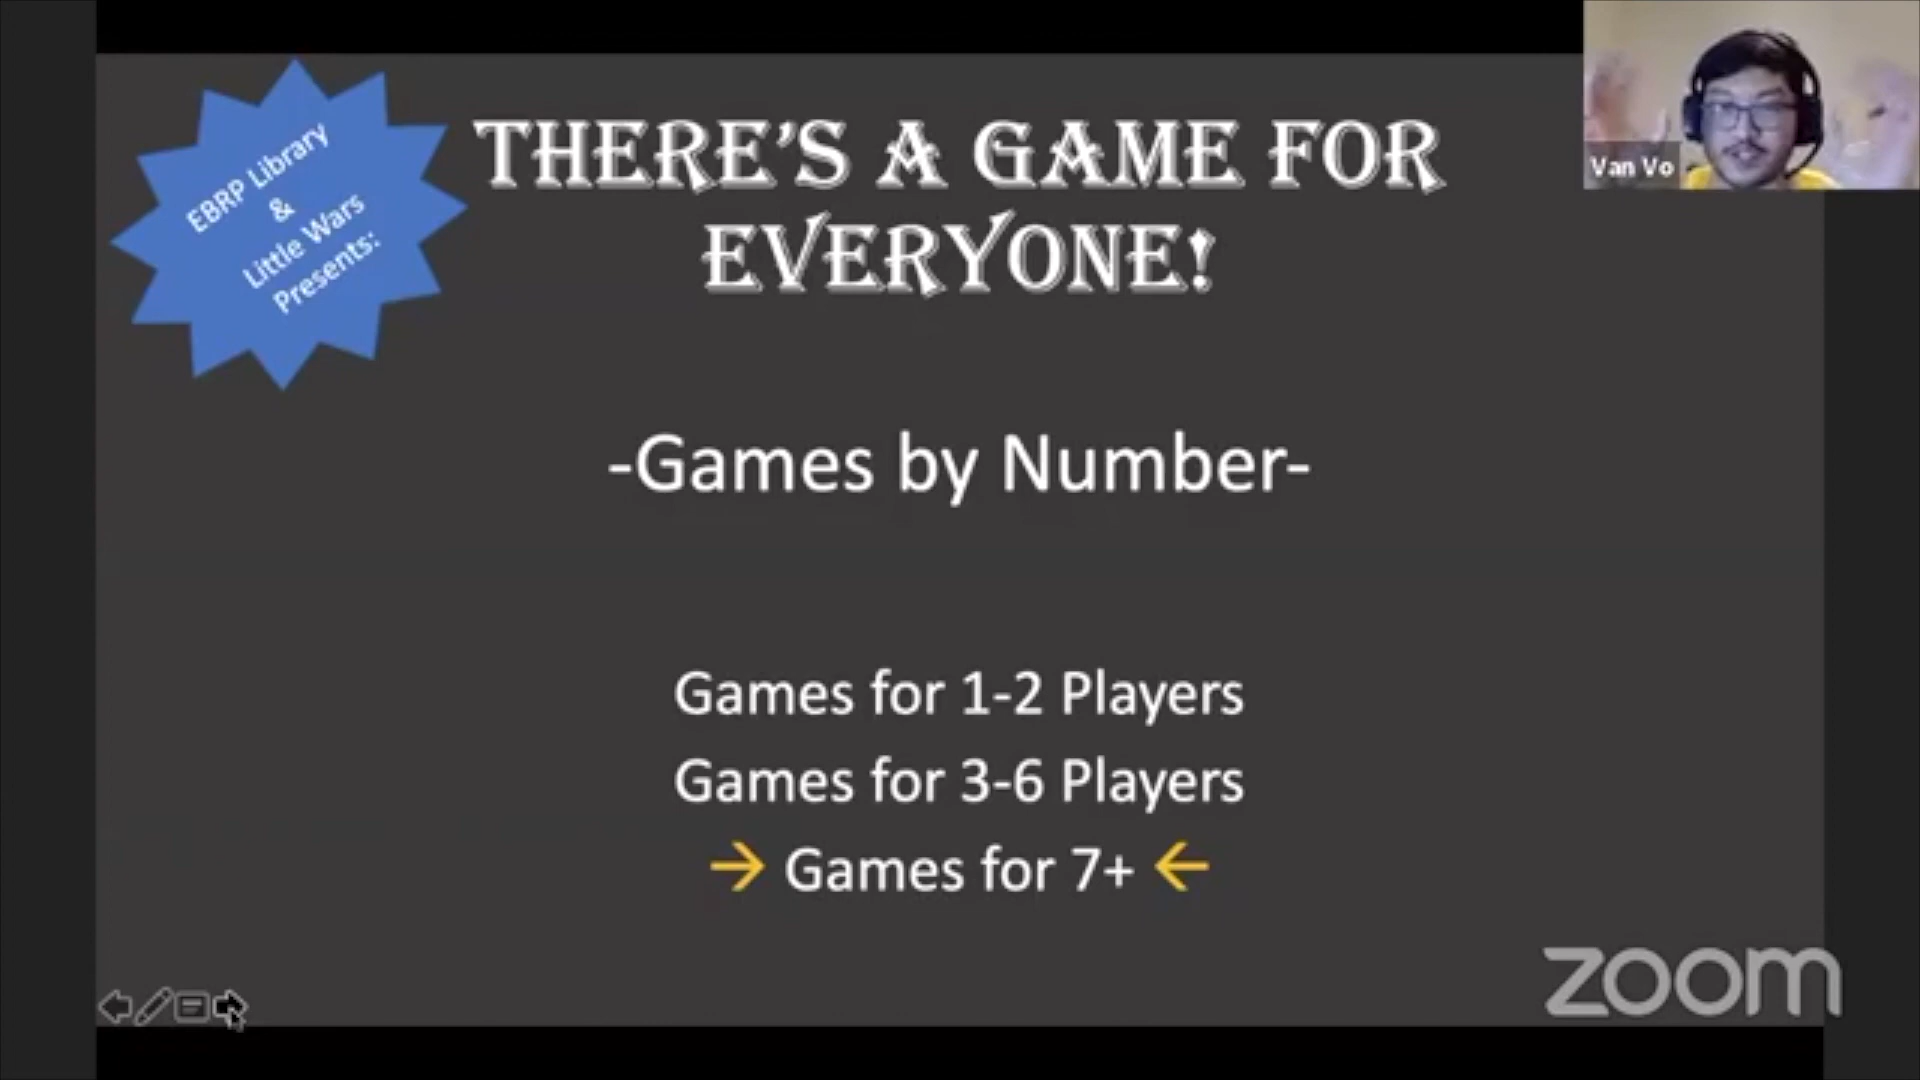 EBRP Library
&
Little Wars
Presents:
THERE'S A GAME FOR
EVERYONE!
Van Vo
-Games by Number-
Games for 1-2 Players
Games for 3-6 Players
→ Games for 7+ ←
zoom